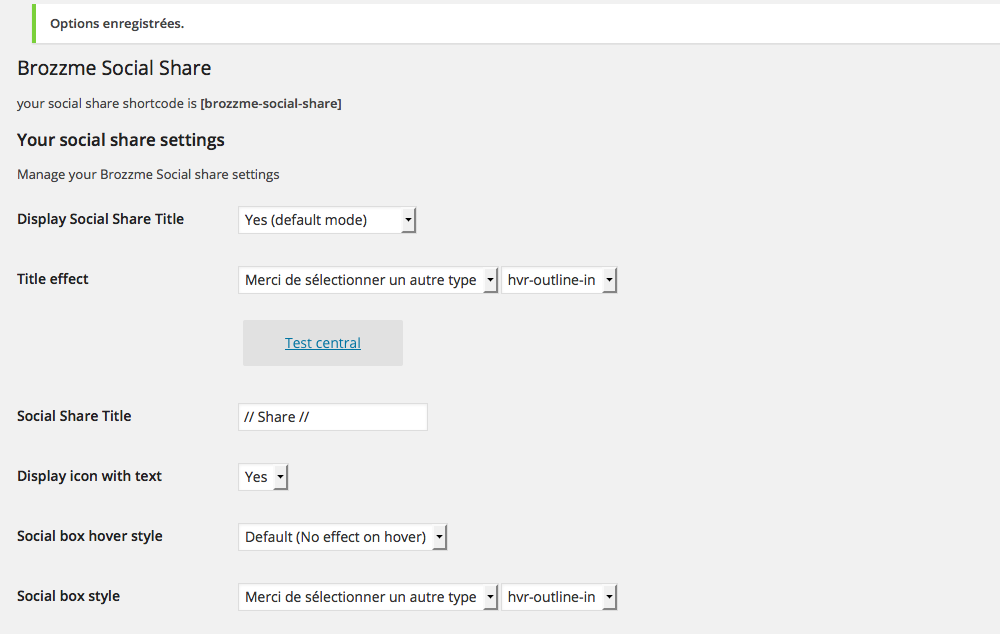 Options enregistrées.
Brozzme Social Share
your social share shortcode is [brozzme-social-share]
Your social share settings
Manage your Brozzme Social share settings
Display Social Share Title Yes (default mode)
Title effect Merci de sélectionner un autre type hvr-outline-in
Test central
Social Share Title // Share //
Display icon with text Yes
Social box hover style Default (No effect on hover)
Social box style Merci de sélectionner un autre type hvr-outline-in